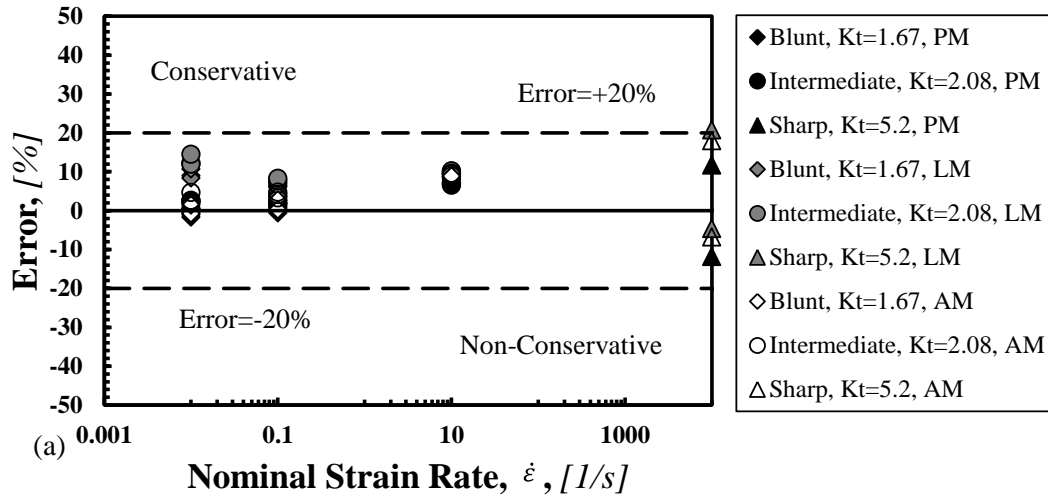 50
40
30
20
10
0
-10
-20
-30
-40
-50
Error, [%]
Conservative
Error=+20%
Error=-20%
Non-Conservative
0.001
0.1
10
1000
(a)
Nominal Strain Rate, ε̇, [1/s]
Blunt, Kt=1.67, PM
Intermediate, Kt=2.08, PM
Sharp, Kt=5.2, PM
Blunt, Kt=1.67, LM
Intermediate, Kt=2.08, LM
Sharp, Kt=5.2, LM
Blunt, Kt=1.67, AM
Intermediate, Kt=2.08, AM
Sharp, Kt=5.2, AM